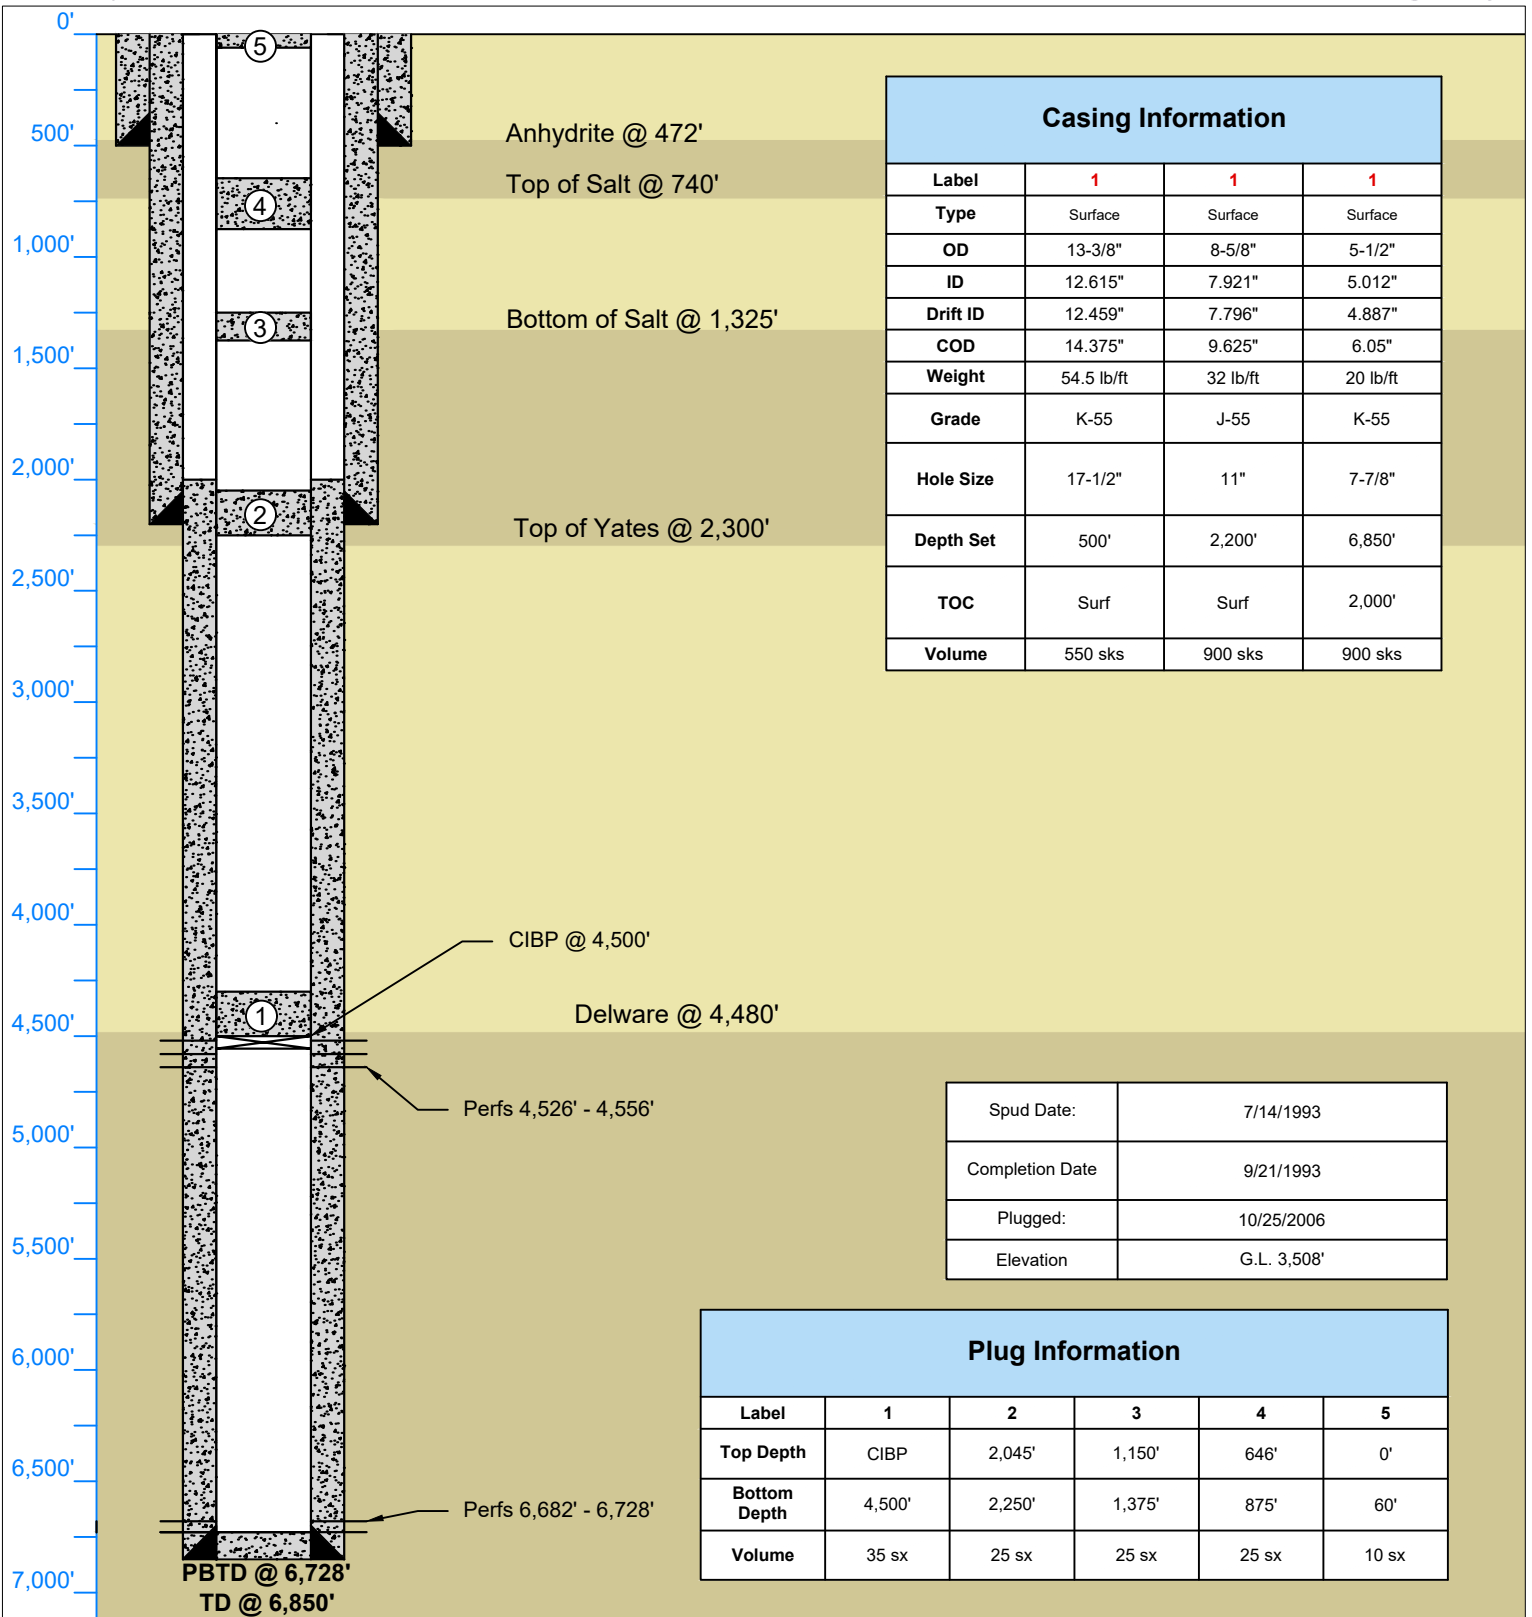 0'
500'
1,000'
1,500'
2,000'
2,500'
3,000'
3,500'
4,000'
4,500'
5,000'
5,500'
6,000'
6,500'
7,000'
5
4
3
2
1
Anhydrite @ 472'
Top of Salt @ 740'
Bottom of Salt @ 1,325'
Top of Yates @ 2,300'
CIBP @ 4,500'
Delware @ 4,480'
Perfs 4,526' - 4,556'
Perfs 6,682' - 6,728'
PBTD @ 6,728'
TD @ 6,850'
Casing Information
Label 1 1 1
Type Surface Surface Surface
OD 13-3/8" 8-5/8" 5-1/2"
ID 12.615" 7.921" 5.012"
Drift ID 12.459" 7.796" 4.887"
COD 14.375" 9.625" 6.05"
Weight 54.5 lb/ft 32 lb/ft 20 lb/ft
Grade K-55 J-55 K-55
Hole Size 17-1/2" 11" 7-7/8"
Depth Set 500' 2,200' 6,850'
TOC Surf Surf 2,000'
Volume 550 sks 900 sks 900 sks
Spud Date: 7/14/1993
Completion Date 9/21/1993
Plugged: 10/25/2006
Elevation G.L. 3,508'
Plug Information
Label 1 2 3 4 5
Top Depth CIBP 2,045' 1,150' 646' 0'
Bottom
Depth 4,500' 2,250' 1,375' 875' 60'
Volume 35 sx 25 sx 25 sx 25 sx 10 sx